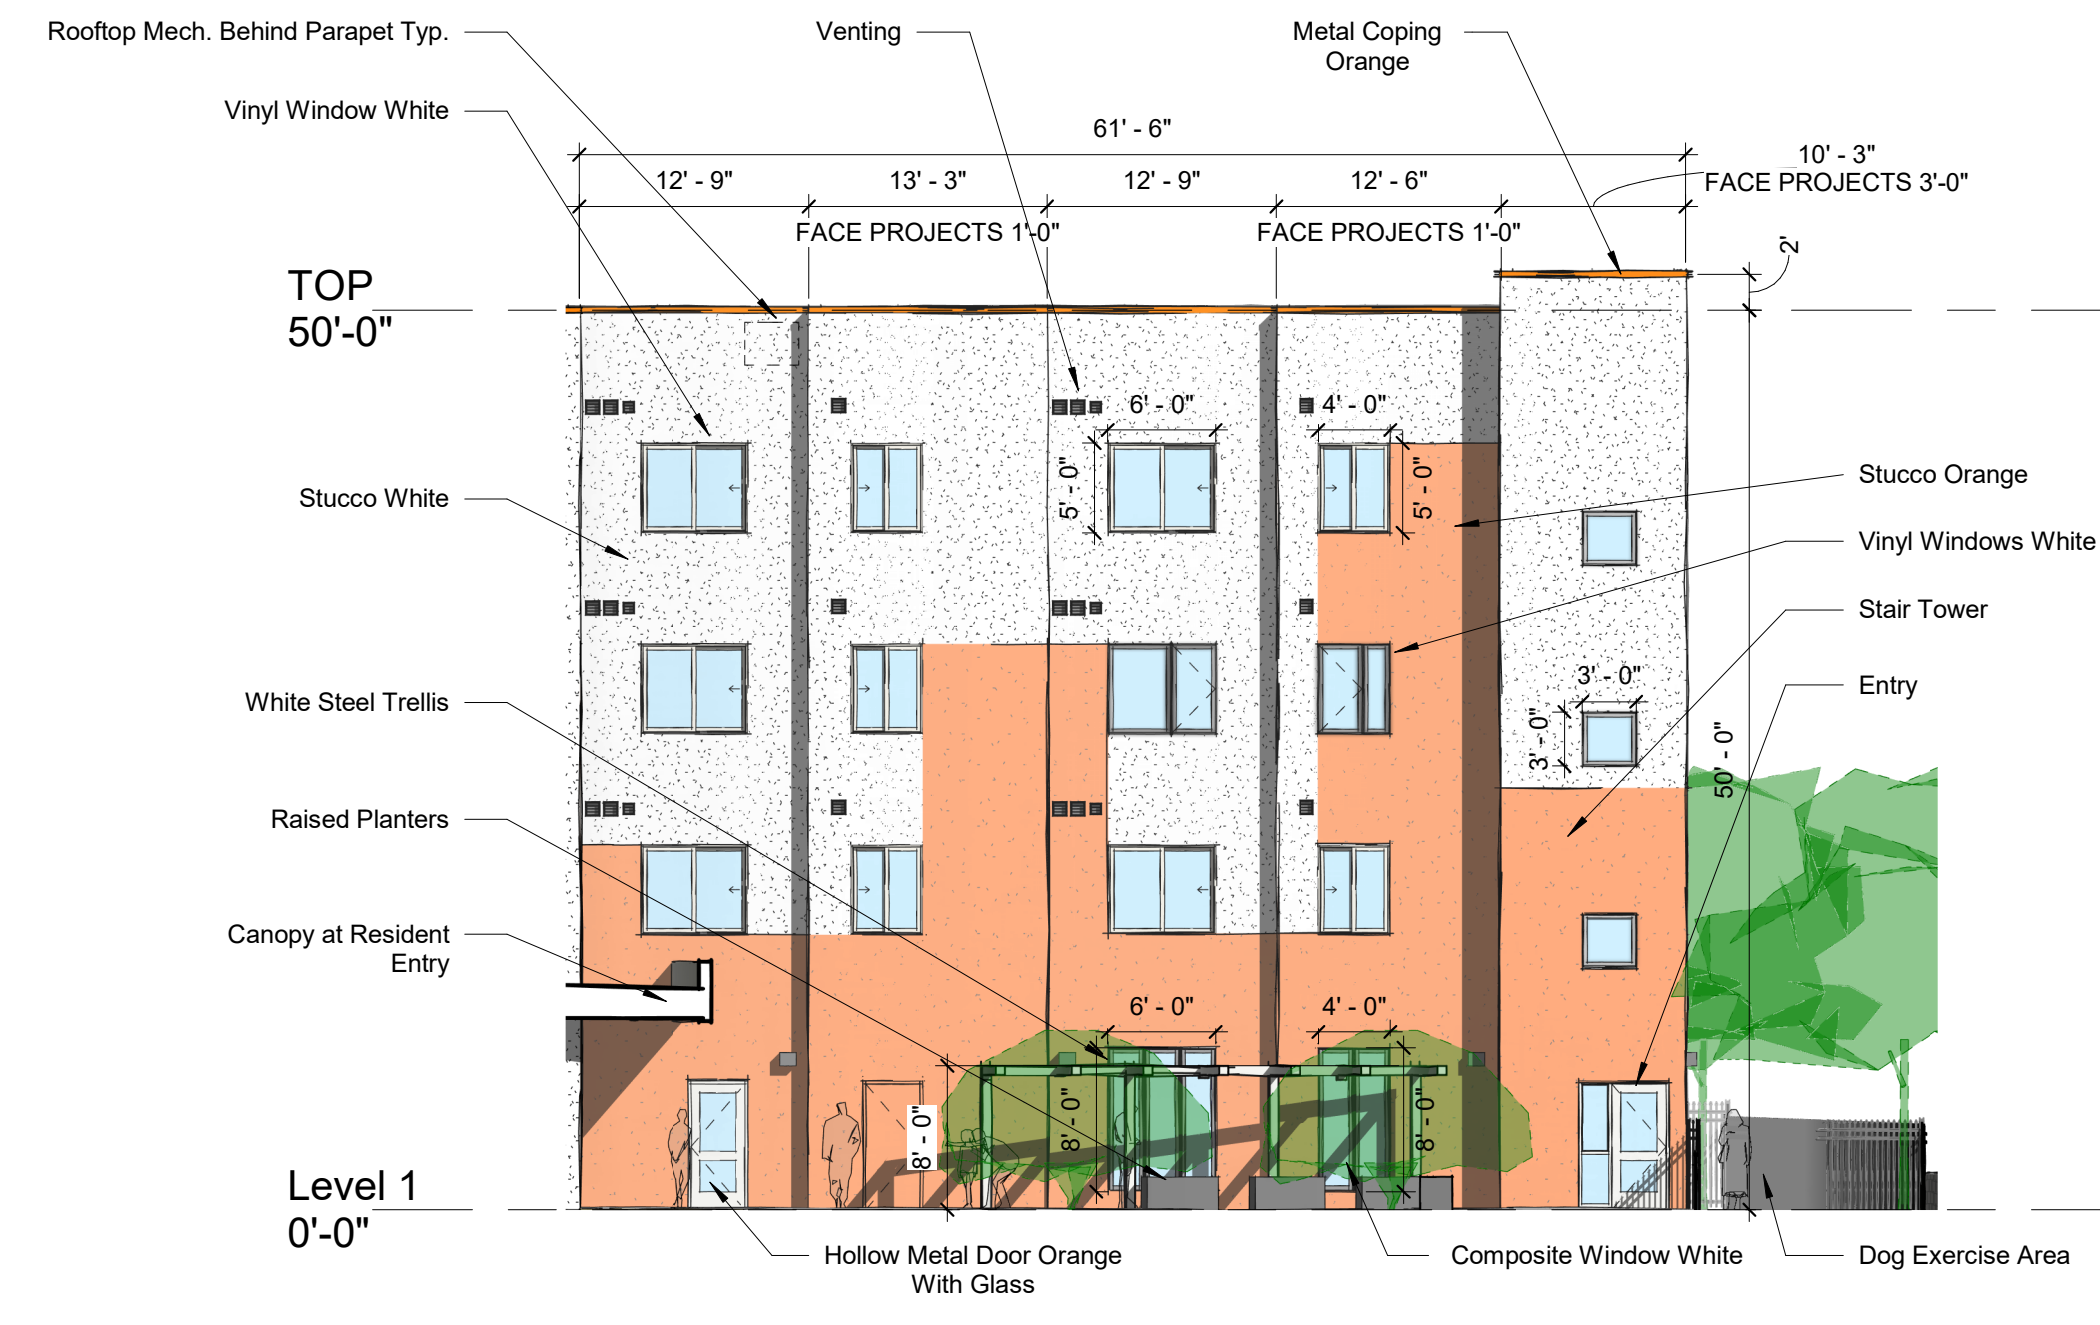 Rooftop Mech. Behind Parapet Typ.
Venting
Metal Coping
Orange
Vinyl Window White
61' - 6"
12' - 9"
13' - 3"
12' - 9"
12' - 6"
10' - 3"
FACE PROJECTS 3'-0"
FACE PROJECTS 1'-0"
FACE PROJECTS 1'-0"
2'
TOP
50'-0"
6' - 0"
4' - 0"
5' - 0"
5' - 0"
Stucco White
Stucco Orange
Vinyl Windows White
Stair Tower
3' - 0"
3' - 0"
Entry
White Steel Trellis
50' - 0"
Raised Planters
Canopy at Resident
Entry
6' - 0"
4' - 0"
8' - 0"
8' - 0"
8' - 0"
Level 1
0'-0"
Hollow Metal Door Orange
With Glass
Composite Window White
Dog Exercise Area